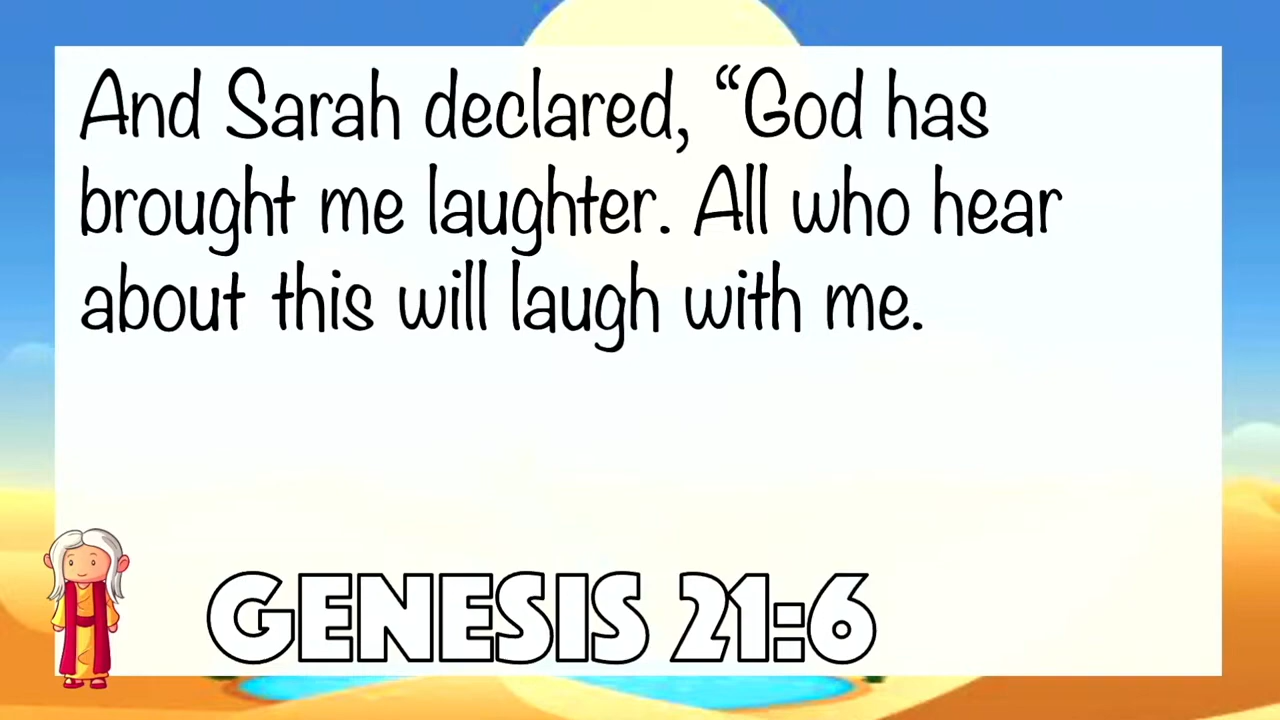 And Sarah declared, “God has
brought me laughter. All who hear
about this will laugh with me.
GENESIS 21:6